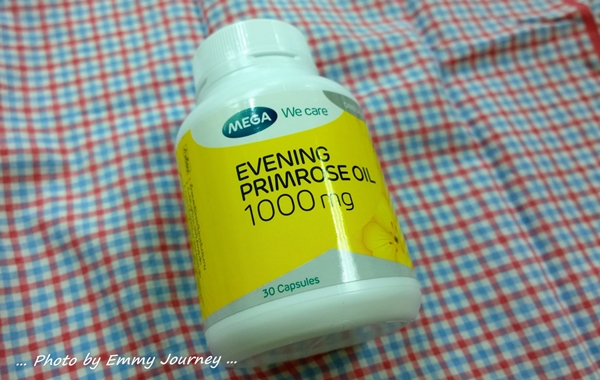 MEGA We care
EVENING
PRIMROSE OIL
1000 mg
30 Capsules
... Photo by Emmy Journey ...